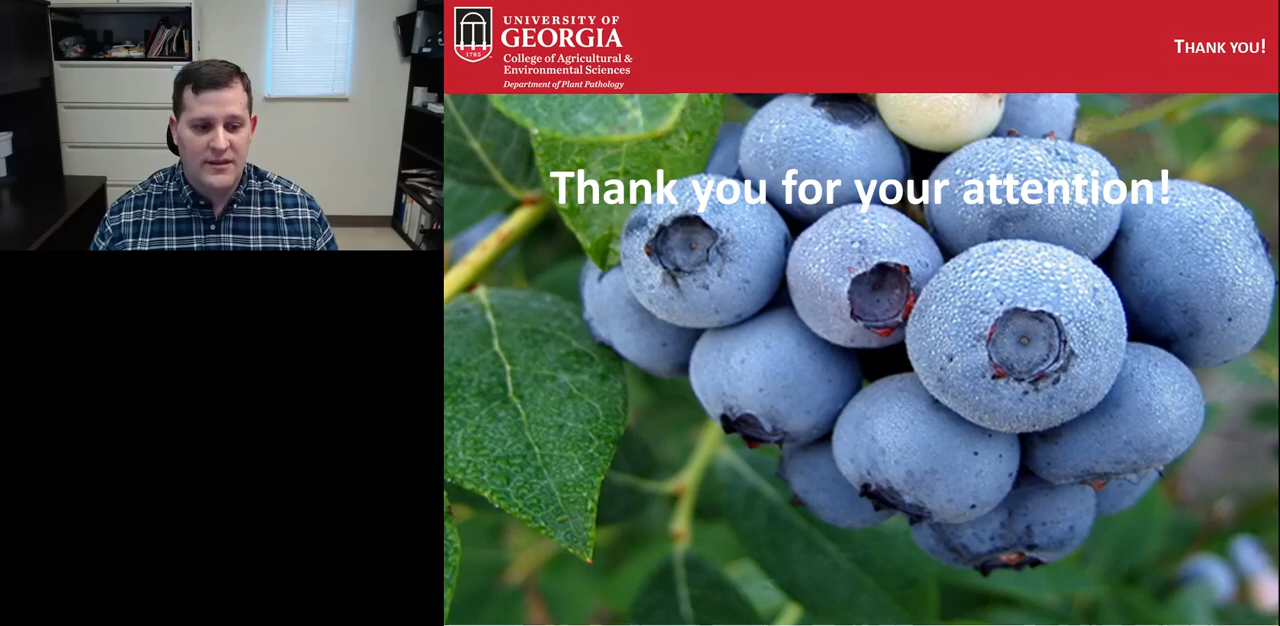 UNIVERSITY OF
GEORGIA
College of Agricultural &
Environmental Sciences
Department of Plant Pathology
1785
THANK YOU!
Thank you for your attention!